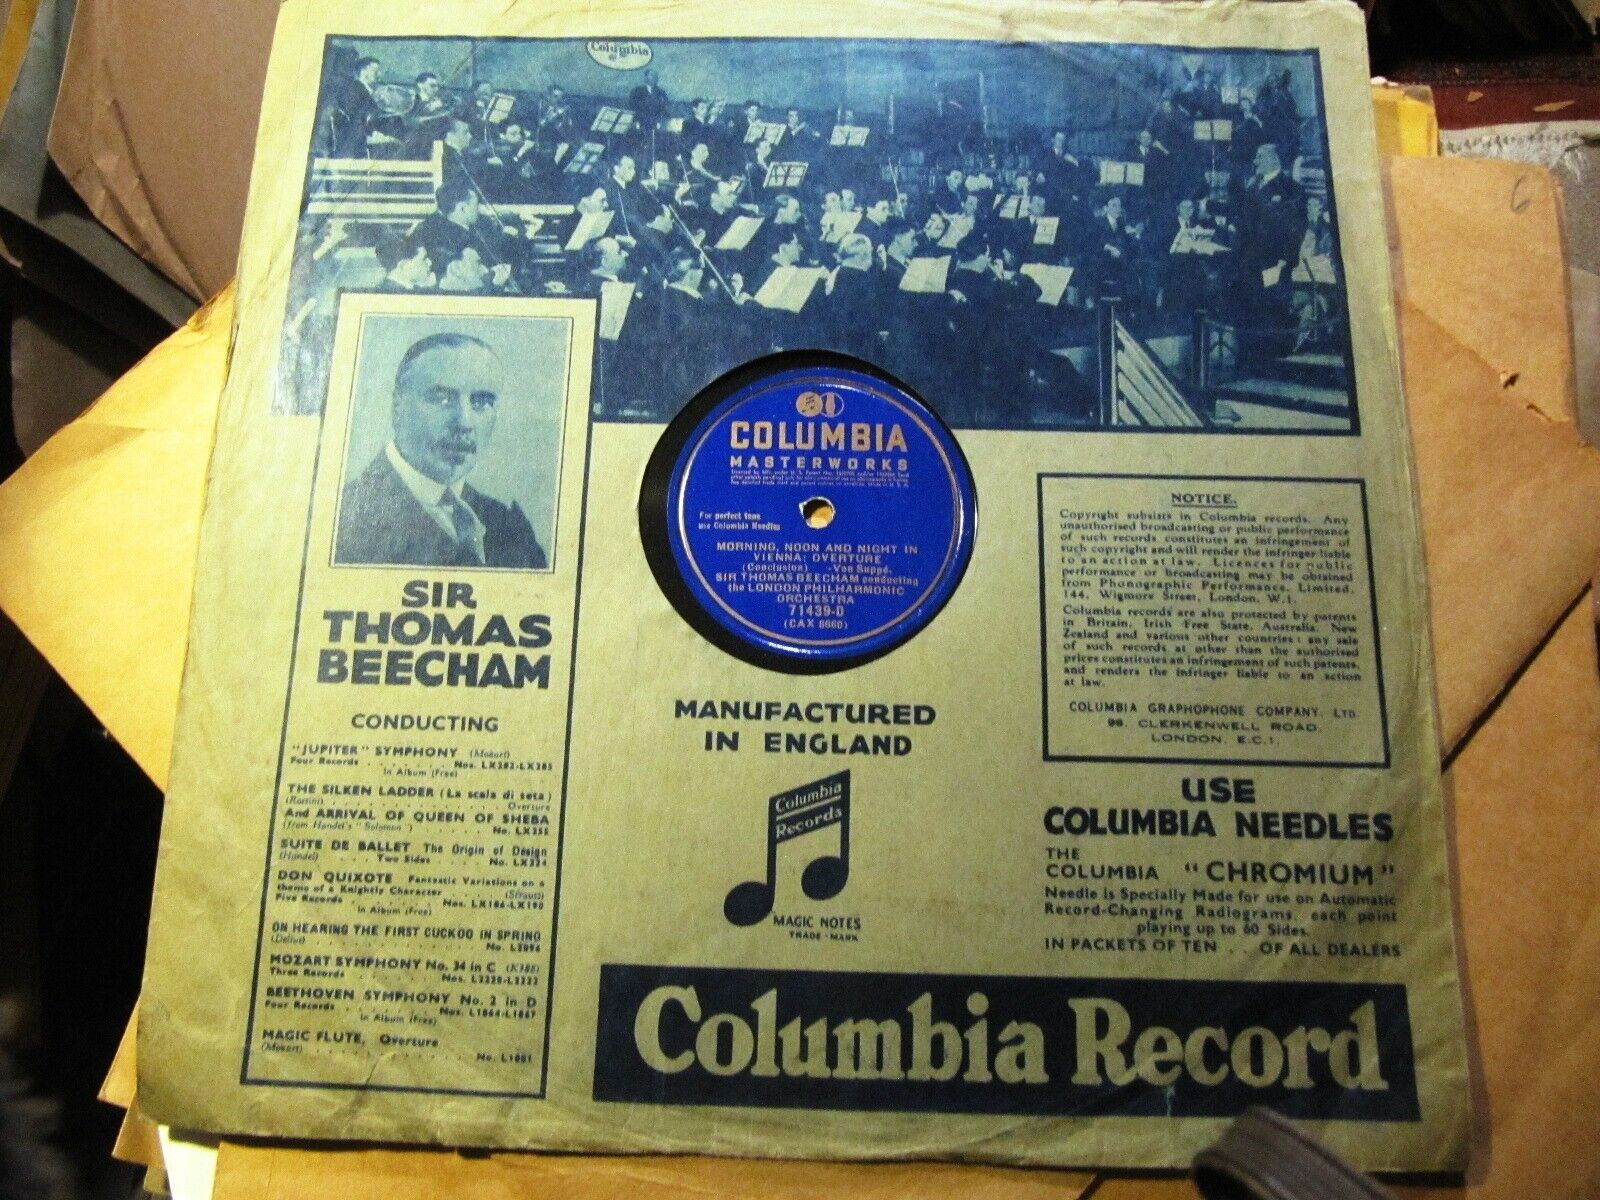 Columbia
SIR
THOMAS
BEECHAM
CONDUCTING
"JUPITER" SYMPHONY (Mozart)
Four Records . . . . . . Nos. LX282-LX285
In Album (Free)
THE SILKEN LADDER (La scala di seta)
(Rossini) . . . . . . . . Overture
And ARRIVAL OF QUEEN OF SHEBA
(from Handel's "Solomon") . . . . No. LX255
SUITE DE BALLET The Origin of Design
(Handel) . . . Two Sides . . . . No. LX224
DON QUIXOTE Fantastic Variations on a
theme of a Knightly Character . . . . (Strauss)
Five Records . . . . . . Nos. LX186-LX190
In Album (Free)
ON HEARING THE FIRST CUCKOO IN SPRING
(Delius) . . . . . . . . No. L2096
MOZART SYMPHONY No. 34 in C (K388)
Three Records . . . . . . Nos. L2220-L2222
BEETHOVEN SYMPHONY No. 2 in D
Four Records . . . . . . Nos. L1864-L1867
In Album (Free)
MAGIC FLUTE, Overture
(Mozart) . . . . . . . . No. L1001
COLUMBIA
MASTERWORKS
For perfect tone
use Columbia Needles
MORNING, NOON AND NIGHT IN
VIENNA: OVERTURE
(Conclusion) -Von Suppé.
SIR THOMAS BEECHAM conducting
the LONDON PHILHARMONIC
ORCHESTRA
71439-D
(CAX 8660)
MANUFACTURED
IN ENGLAND
Columbia
Records
MAGIC NOTES
TRADE-MARK
NOTICE.
Copyright subsists in Columbia records. Any
unauthorised broadcasting or public performance
of such records constitutes an infringement of
such copyright and will render the infringer liable
to an action at law. Licences for public
performance or broadcasting may be obtained
from Phonographic Performance, Limited.
144, Wigmore Street, London, W.1.
Columbia records are also protected by patents
in Britain, Irish Free State, Australia, New
Zealand and various other countries: any sale
of such records at other than the authorised
prices constitutes an infringement of such patents,
and renders the infringer liable to an action
at law.
COLUMBIA GRAPHOPHONE COMPANY, LTD.
98, CLERKENWELL ROAD,
LONDON, E.C.1.
USE
COLUMBIA NEEDLES
THE
COLUMBIA "CHROMIUM"
Needle is Specially Made for use on Automatic
Record-Changing Radiograms, each point
playing up to 60 Sides.
IN PACKETS OF TEN . . OF ALL DEALERS
Columbia Record
6